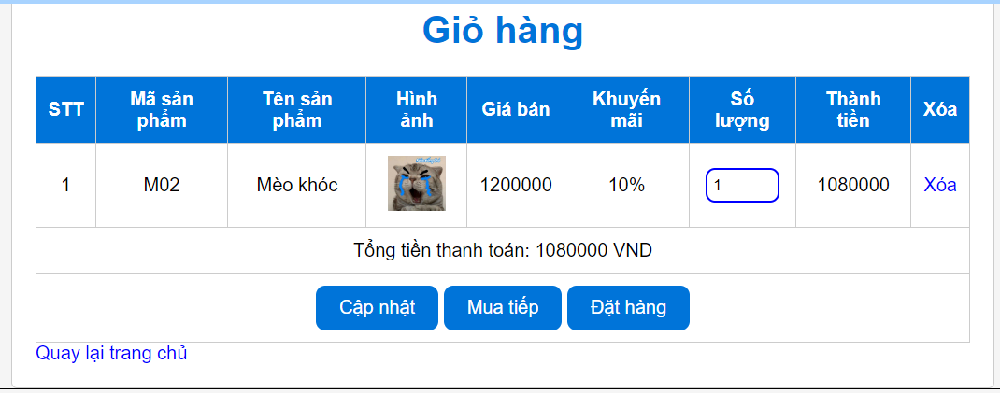 Giỏ hàng
STT
Mã sản
phẩm
Tên sản
phẩm
Hình
ảnh
Giá bán
Khuyến
mãi
Số
lượng
Thành
tiền
Xóa
1
M02
Mèo khóc
1200000
10%
1
1080000
Xóa
Tổng tiền thanh toán: 1080000 VND
Cập nhật
Mua tiếp
Đặt hàng
Quay lại trang chủ